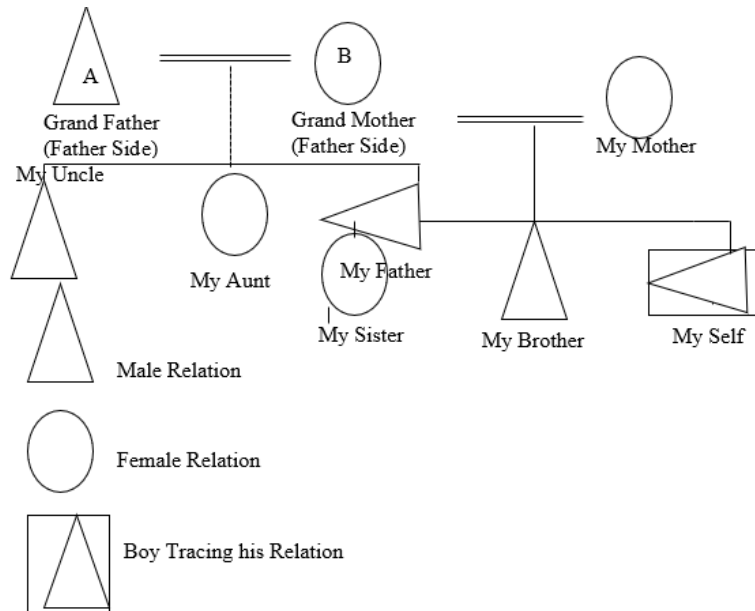 A
B
Grand Father
(Father Side)
Grand Mother
(Father Side)
My Mother
My Uncle
My Aunt
My Father
My Sister
My Brother
My Self
Male Relation
Female Relation
Boy Tracing his Relation